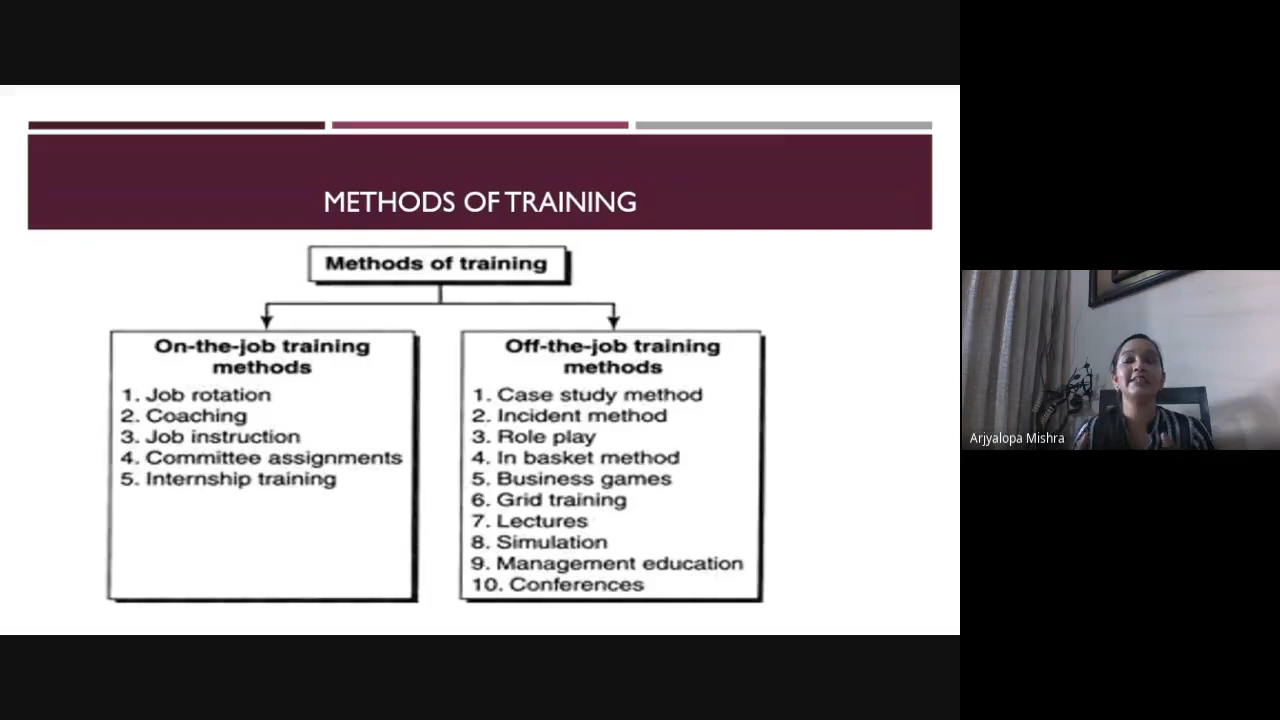 METHODS OF TRAINING
Methods of training
On-the-job training
methods
1. Job rotation
2. Coaching
3. Job instruction
4. Committee assignments
5. Internship training
Off-the-job training
methods
1. Case study method
2. Incident method
3. Role play
4. In basket method
5. Business games
6. Grid training
7. Lectures
8. Simulation
9. Management education
10. Conferences
Arjyalopa Mishra